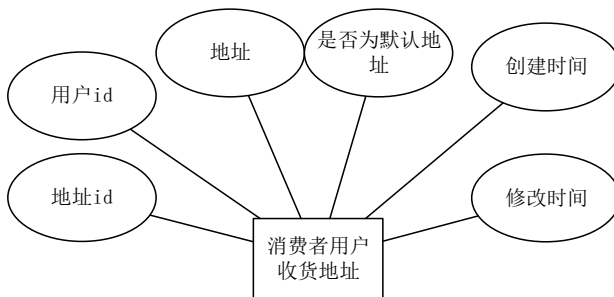 地址
是否为默认地
址
创建时间
用户id
地址id
修改时间
消费者用户
收货地址